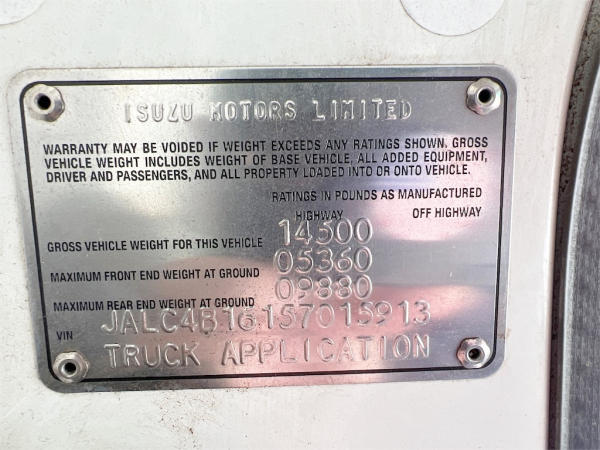 ISUZU MOTORS LIMITED
WARRANTY MAY BE VOIDED IF WEIGHT EXCEEDS ANY RATINGS SHOWN. GROSS
VEHICLE WEIGHT INCLUDES WEIGHT OF BASE VEHICLE, ALL ADDED EQUIPMENT,
DRIVER AND PASSENGERS, AND ALL PROPERTY LOADED INTO OR ONTO VEHICLE.
RATINGS IN POUNDS AS MANUFACTURED
HIGHWAY OFF HIGHWAY
GROSS VEHICLE WEIGHT FOR THIS VEHICLE 14500
MAXIMUM FRONT END WEIGHT AT GROUND 05360
MAXIMUM REAR END WEIGHT AT GROUND 09880
VIN JALC4B16157015913
TRUCK APPLICATION